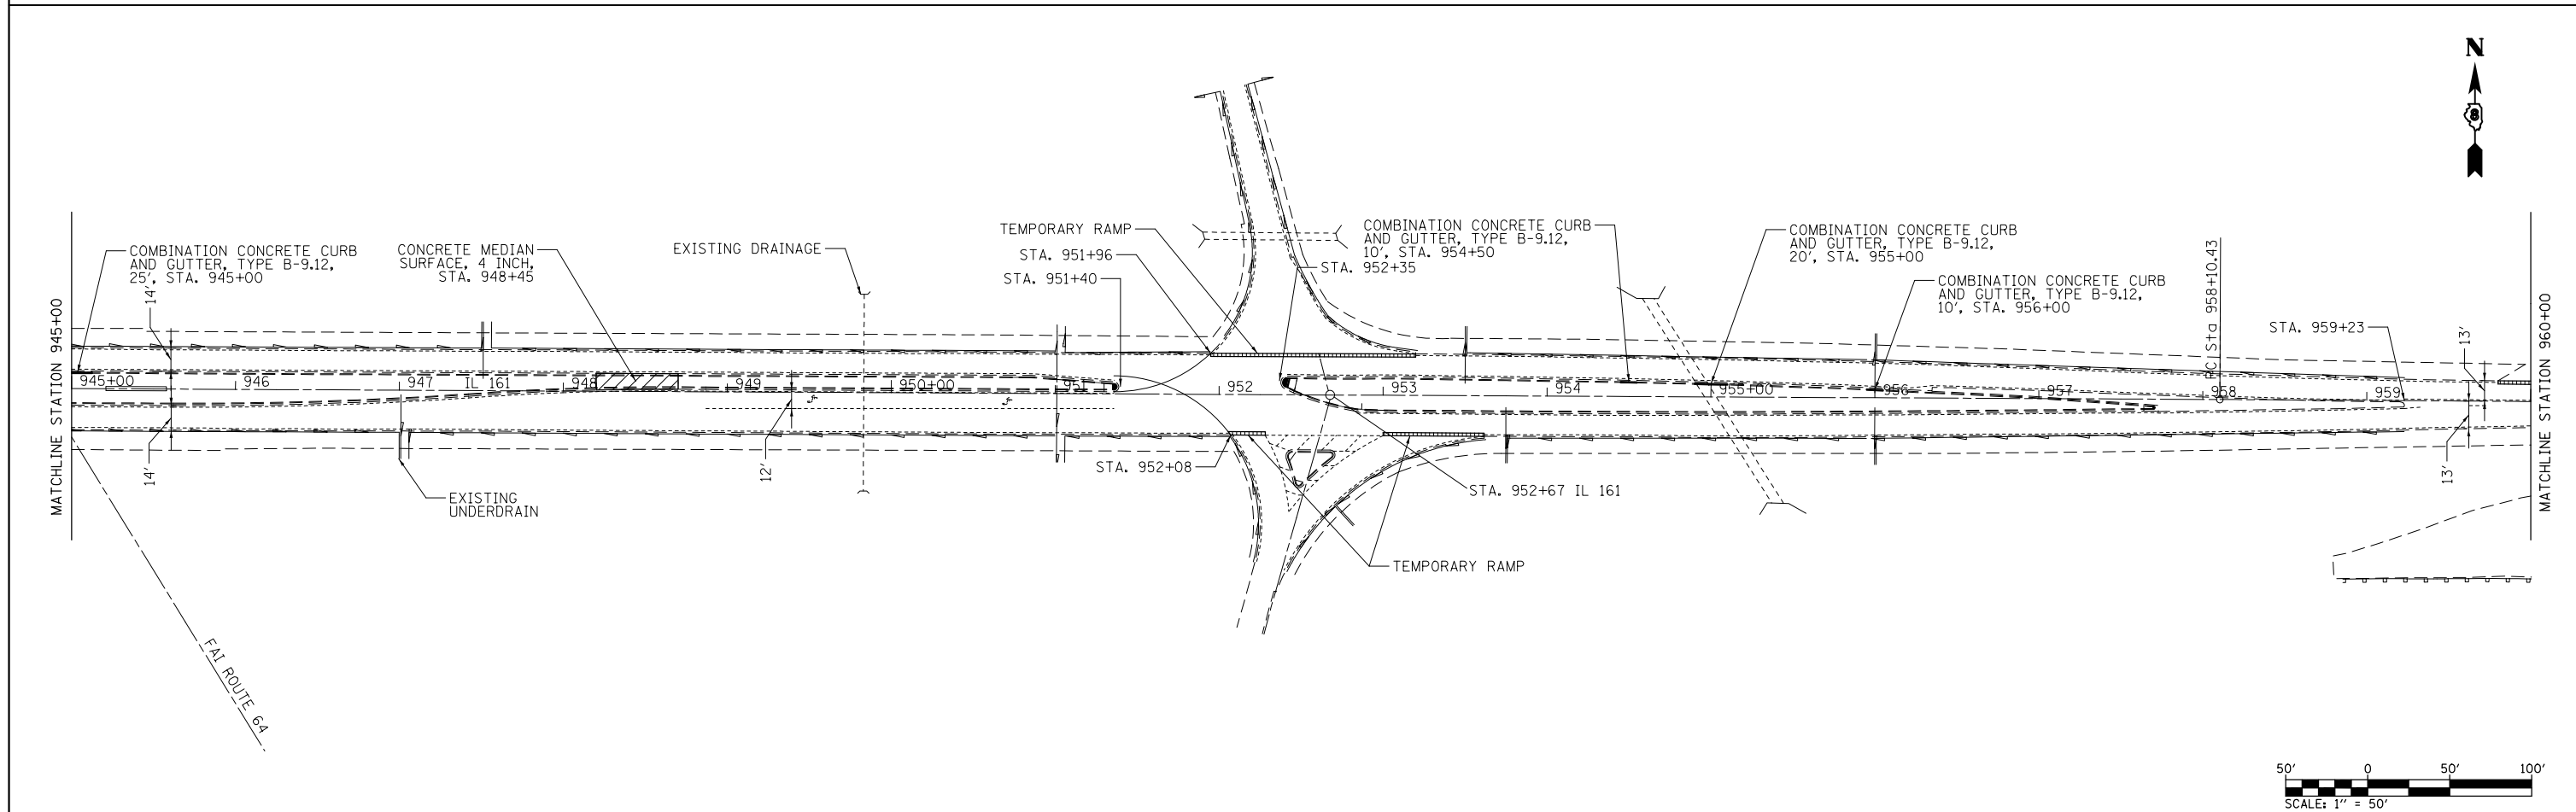 N
8
COMBINATION CONCRETE CURB
AND GUTTER, TYPE B-9.12,
25', STA. 945+00
CONCRETE MEDIAN
SURFACE, 4 INCH,
STA. 948+45
EXISTING DRAINAGE
TEMPORARY RAMP
STA. 951+96
STA. 951+40
STA. 952+35
COMBINATION CONCRETE CURB
AND GUTTER, TYPE B-9.12,
10', STA. 954+50
COMBINATION CONCRETE CURB
AND GUTTER, TYPE B-9.12,
20', STA. 955+00
COMBINATION CONCRETE CURB
AND GUTTER, TYPE B-9.12,
10', STA. 956+00
PC Sta 958+10.43
STA. 959+23
MATCHLINE STATION 945+00
MATCHLINE STATION 960+00
14'
13'
945+00 946 947 IL 161 948 949 950+00 951 952 953 954 955+00 956 957 958 959
14'
12'
13'
STA. 952+08
STA. 952+67 IL 161
EXISTING
UNDERDRAIN
TEMPORARY RAMP
FAI ROUTE 64
50' 0 50' 100'
SCALE: 1" = 50'